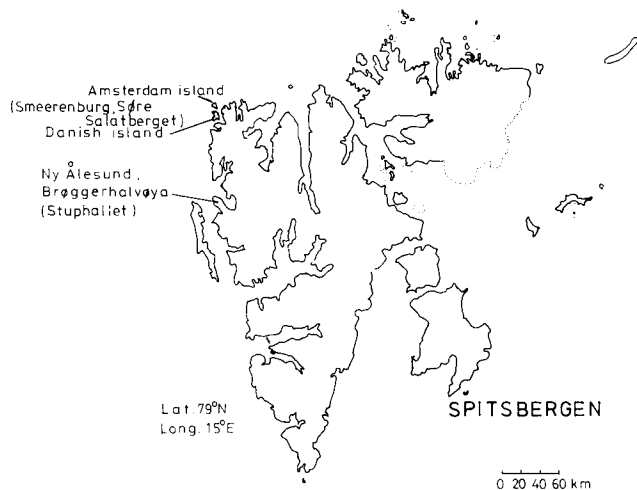 Amsterdam island
(Smeerenburg, Søre
Salatberget)
Danish island
Ny Ålesund,
Brøggerhalvøya
(Stuphallet)
Lat. 79°N
Long. 15°E
SPITSBERGEN
0 20 40 60 km